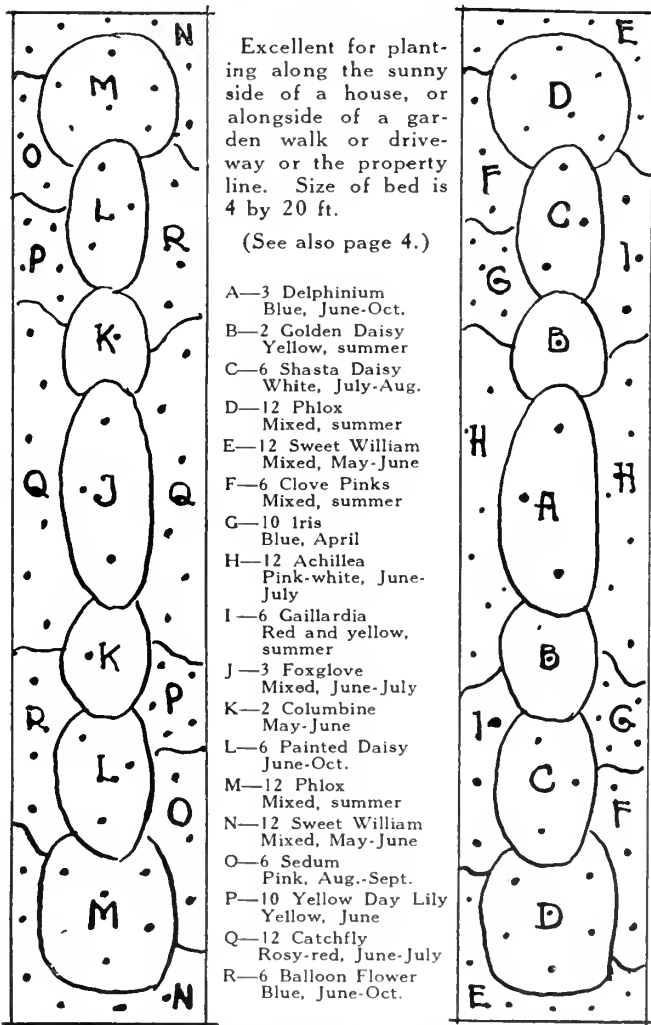 N
M
O
L
R
P
K
Q
J
Q
K
P
R
L
O
M
N
Excellent for plant-
ing along the sunny
side of a house, or
alongside of a gar-
den walk or drive-
way or the property
line. Size of bed is
4 by 20 ft.
(See also page 4.)
A—3 Delphinium
Blue, June-Oct.
B—2 Golden Daisy
Yellow, summer
C—6 Shasta Daisy
White, July-Aug.
D—12 Phlox
Mixed, summer
E—12 Sweet William
Mixed, May-June
F—6 Clove Pinks
Mixed, summer
G—10 Iris
Blue, April
H—12 Achillea
Pink-white, June-
July
I—6 Gaillardia
Red and yellow,
summer
J—3 Foxglove
Mixed, June-July
K—2 Columbine
May-June
L—6 Painted Daisy
June-Oct.
M—12 Phlox
Mixed, summer
N—12 Sweet William
Mixed, May-June
O—6 Sedum
Pink, Aug.-Sept.
P—10 Yellow Day Lily
Yellow, June
Q—12 Catchfly
Rosy-red, June-July
R—6 Balloon Flower
Blue, June-Oct.
E
D
F
C
I
G
B
H
H
A
B
I
G
C
F
D
E